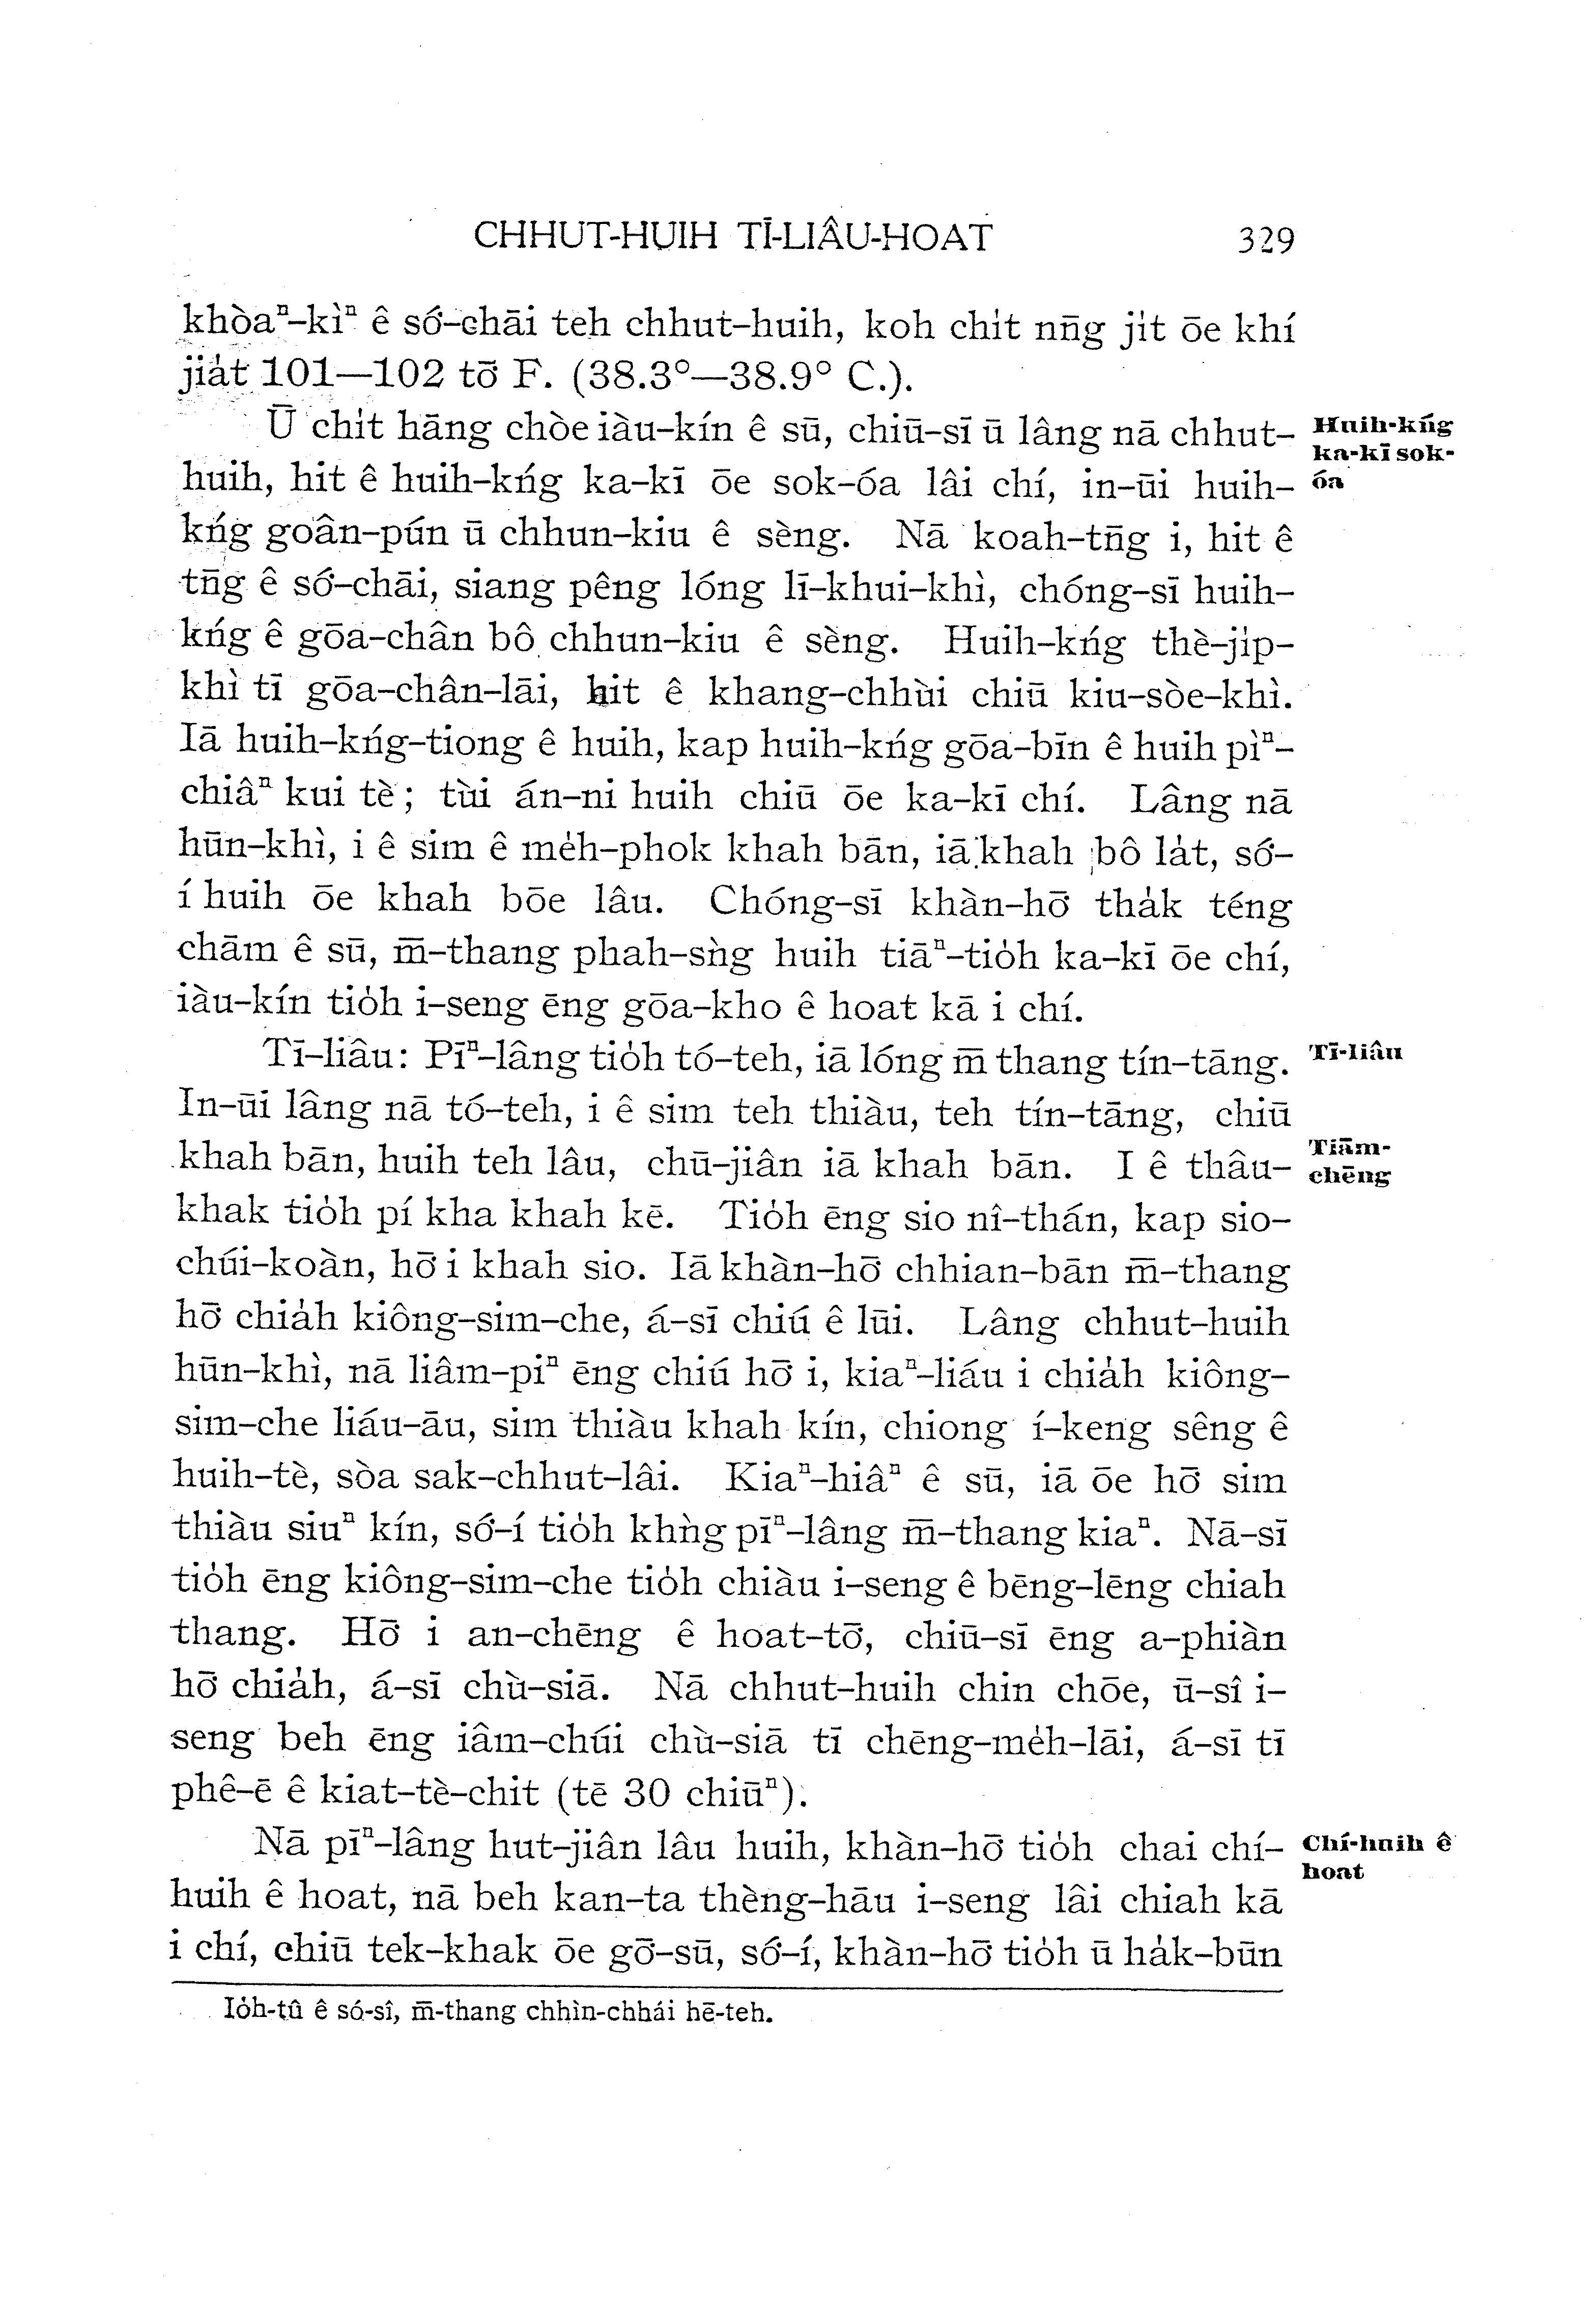 CHHUT-HUIH TĪ-LIÂU-HOAT 329
khòaⁿ-kìⁿ ê só͘-chāi teh chhut-huih, koh chi̍t nn̄g ji̍t ōe khí
jia̍t 101—102 tō͘ F. (38.3°—38.9° C.).
Ū chi̍t hāng chòe iàu-kín ê sū, chiū-sī ū lâng nā chhut-
huih, hit ê huih-kńg ka-kī ōe sok-óa lâi chí, in-ūi huih-
kńg goân-pún ū chhun-kiu ê sèng. Nā koah-tn̄g i, hit ê
tn̄g ê só͘-chāi, siang pêng lóng lī-khui-khì, chóng-sī huih-
kńg ê gōa-chân bô chhun-kiu ê sèng. Huih-kńg thè-ji̍p-
khì tī gōa-chân-lāi, hit ê khang-chhùi chiū kiu-sòe-khì.
Iā huih-kńg-tiong ê huih, kap huih-kńg gōa-bīn ê huih pìⁿ-
chiâⁿ kui tè; tùi án-ni huih chiū ōe ka-kī chí. Lâng nā
hūn-khì, i ê sim ê me̍h-phok khah bān, iā khah bô la̍t, só͘-
í huih ōe khah bōe lâu. Chóng-sī khàn-hō͘ tha̍k téng
chām ê sū, m̄-thang phah-sǹg huih tiāⁿ-tio̍h ka-kī ōe chí,
iàu-kín tio̍h i-seng ēng gōa-kho ê hoat kā i chí.
Tī-liâu: Pīⁿ-lâng tio̍h tó-teh, iā lóng m̄ thang tín-tāng.
In-ūi lâng nā tó-teh, i ê sim teh thiàu, teh tín-tāng, chiū
khah bān, huih teh lâu, chū-jiân iā khah bān. I ê thâu-
khak tio̍h pí kha khah kē. Tio̍h ēng sio nî-thán, kap sio-
chúi-koàn, hō͘ i khah sio. Iā khàn-hō͘ chhian-bān m̄-thang
hō͘ chia̍h kiông-sim-che, á-sī chiú ê lūi. Lâng chhut-huih
hūn-khì, nā liâm-piⁿ ēng chiú hō͘ i, kiaⁿ-liáu i chia̍h kiông-
sim-che liáu-āu, sim thiàu khah kín, chiong í-keng sêng ê
huih-tè, sòa sak-chhut-lâi. Kiaⁿ-hiâⁿ ê sū, iā ōe hō͘ sim
thiàu siuⁿ kín, só͘-í tio̍h khǹg pīⁿ-lâng m̄-thang kiaⁿ. Nā-sī
tio̍h ēng kiông-sim-che tio̍h chiàu i-seng ê bēng-lēng chiah
thang. Hō͘ i an-chēng ê hoat-tō͘, chiū-sī ēng a-phiàn
hō͘ chia̍h, á-sī chù-siā. Nā chhut-huih chin chōe, ū-sî i-
seng beh ēng iâm-chúi chù-siā tī chēng-me̍h-lāi, á-sī tī
phê-ē ê kiat-tè-chit (tē 30 chiūⁿ).
Nā pīⁿ-lâng hut-jiân lâu huih, khàn-hō͘ tio̍h chai chí-
huih ê hoat, nā beh kan-ta thèng-hāu i-seng lâi chiah kā
i chí, chiū tek-khak ōe gō͘-sū, só͘-í, khàn-hō͘ tio̍h ū ha̍k-būn
Io̍h-tû ê só-sî, m̄-thang chhìn-chhái hē-teh.
Huih-kńg
ka-kī sok-
óa
Tī-liâu
Tiām-
chēng
Chí-huih ê
hoat